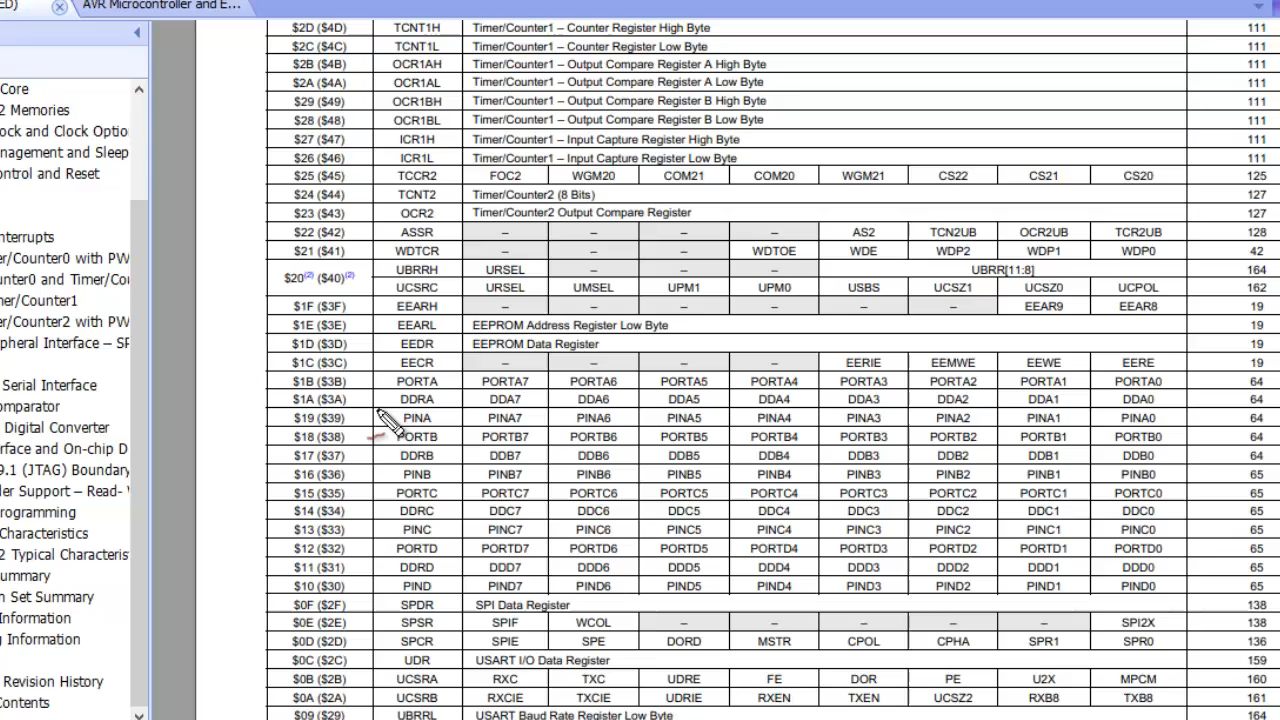 ED)
AVR Microcontroller and E...
Core
2 Memories
ock and Clock Optio
nagement and Sleep
ontrol and Reset
nterrupts
er/Counter0 with PW
unter0 and Timer/Cou
mer/Counter1
er/Counter2 with PW
ipheral Interface – SP
Serial Interface
omparator
Digital Converter
rface and On-chip D
9.1 (JTAG) Boundary
der Support – Read-
rogramming
Characteristics
2 Typical Characteris
ummary
n Set Summary
Information
g Information
Revision History
Contents
$2D ($4D) TCNT1H Timer/Counter1 – Counter Register High Byte 111
$2C ($4C) TCNT1L Timer/Counter1 – Counter Register Low Byte 111
$2B ($4B) OCR1AH Timer/Counter1 – Output Compare Register A High Byte 111
$2A ($4A) OCR1AL Timer/Counter1 – Output Compare Register A Low Byte 111
$29 ($49) OCR1BH Timer/Counter1 – Output Compare Register B High Byte 111
$28 ($48) OCR1BL Timer/Counter1 – Output Compare Register B Low Byte 111
$27 ($47) ICR1H Timer/Counter1 – Input Capture Register High Byte 111
$26 ($46) ICR1L Timer/Counter1 – Input Capture Register Low Byte 111
$25 ($45) TCCR2 FOC2 WGM20 COM21 COM20 WGM21 CS22 CS21 CS20 125
$24 ($44) TCNT2 Timer/Counter2 (8 Bits) 127
$23 ($43) OCR2 Timer/Counter2 Output Compare Register 127
$22 ($42) ASSR – – – – AS2 TCN2UB OCR2UB TCR2UB 128
$21 ($41) WDTCR – – – WDTOE WDE WDP2 WDP1 WDP0 42
$20(2) ($40)(2) UBRRH URSEL – – – UBRR[11:8] 164
UCSRC URSEL UMSEL UPM1 UPM0 USBS UCSZ1 UCSZ0 UCPOL 162
$1F ($3F) EEARH – – – – – – EEAR9 EEAR8 19
$1E ($3E) EEARL EEPROM Address Register Low Byte 19
$1D ($3D) EEDR EEPROM Data Register 19
$1C ($3C) EECR – – – – EERIE EEMWE EEWE EERE 19
$1B ($3B) PORTA PORTA7 PORTA6 PORTA5 PORTA4 PORTA3 PORTA2 PORTA1 PORTA0 64
$1A ($3A) DDRA DDA7 DDA6 DDA5 DDA4 DDA3 DDA2 DDA1 DDA0 64
$19 ($39) PINA PINA7 PINA6 PINA5 PINA4 PINA3 PINA2 PINA1 PINA0 64
$18 ($38) PORTB PORTB7 PORTB6 PORTB5 PORTB4 PORTB3 PORTB2 PORTB1 PORTB0 64
$17 ($37) DDRB DDB7 DDB6 DDB5 DDB4 DDB3 DDB2 DDB1 DDB0 64
$16 ($36) PINB PINB7 PINB6 PINB5 PINB4 PINB3 PINB2 PINB1 PINB0 65
$15 ($35) PORTC PORTC7 PORTC6 PORTC5 PORTC4 PORTC3 PORTC2 PORTC1 PORTC0 65
$14 ($34) DDRC DDC7 DDC6 DDC5 DDC4 DDC3 DDC2 DDC1 DDC0 65
$13 ($33) PINC PINC7 PINC6 PINC5 PINC4 PINC3 PINC2 PINC1 PINC0 65
$12 ($32) PORTD PORTD7 PORTD6 PORTD5 PORTD4 PORTD3 PORTD2 PORTD1 PORTD0 65
$11 ($31) DDRD DDD7 DDD6 DDD5 DDD4 DDD3 DDD2 DDD1 DDD0 65
$10 ($30) PIND PIND7 PIND6 PIND5 PIND4 PIND3 PIND2 PIND1 PIND0 65
$0F ($2F) SPDR SPI Data Register 138
$0E ($2E) SPSR SPIF WCOL – – – – – SPI2X 138
$0D ($2D) SPCR SPIE SPE DORD MSTR CPOL CPHA SPR1 SPR0 136
$0C ($2C) UDR USART I/O Data Register 159
$0B ($2B) UCSRA RXC TXC UDRE FE DOR PE U2X MPCM 160
$0A ($2A) UCSRB RXCIE TXCIE UDRIE RXEN TXEN UCSZ2 RXB8 TXB8 161
$09 ($29) UBRRL USART Baud Rate Register Low Byte 164